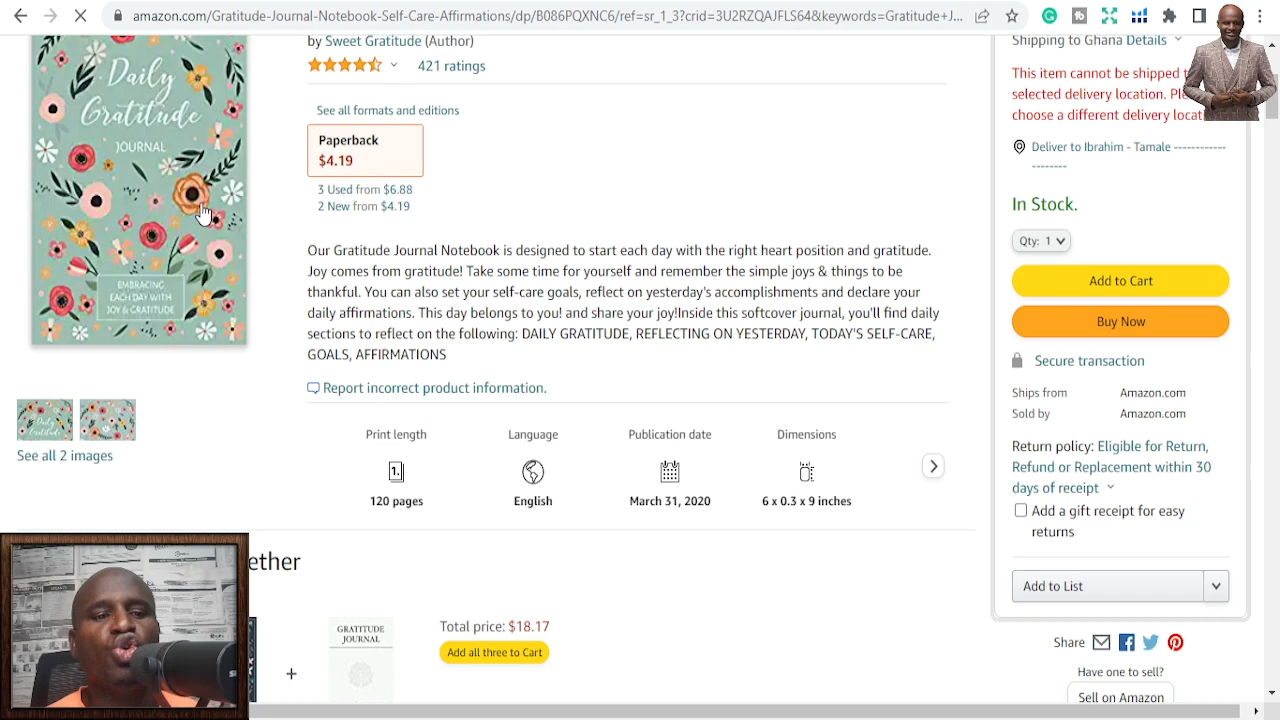 amazon.com/Gratitude-Journal-Notebook-Self-Care-Affirmations/dp/B086PQXNC6/ref=sr_1_3?crid=3U2R7QAJFLS64&keywords=Gratitude+J...
by Sweet Gratitude (Author)
421 ratings
See all formats and editions
Paperback
$4.19
3 Used from $6.88
2 New from $4.19
Our Gratitude Journal Notebook is designed to start each day with the right heart position and gratitude.
Joy comes from gratitude! Take some time for yourself and remember the simple joys & things to be
thankful. You can also set your self-care goals, reflect on yesterday's accomplishments and declare your
daily affirmations. This day belongs to you! and share your joy!Inside this softcover journal, you'll find daily
sections to reflect on the following: DAILY GRATITUDE, REFLECTING ON YESTERDAY, TODAY'S SELF-CARE,
GOALS, AFFIRMATIONS
Report incorrect product information.
Print length
Language
Publication date
Dimensions
1.
120 pages
English
March 31, 2020
6 x 0.3 x 9 inches
Daily
Gratitude
JOURNAL
EMBRACING
EACH DAY WITH
JOY & GRATITUDE
Daily
Gratitude
See all 2 images
ether
+
GRATITUDE
JOURNAL
Total price: $18.17
Add all three to Cart
Shipping to Ghana Details
This item cannot be shipped
selected delivery location.
choose a different delivery
Deliver to Ibrahim - Tamale ------------
--------
In Stock.
Qty: 1
Add to Cart
Buy Now
Secure transaction
Ships from Amazon.com
Sold by Amazon.com
Return policy: Eligible for Return,
Refund or Replacement within 30
days of receipt
Add a gift receipt for easy
returns
Add to List
Share
Have one to sell?
Sell on Amazon